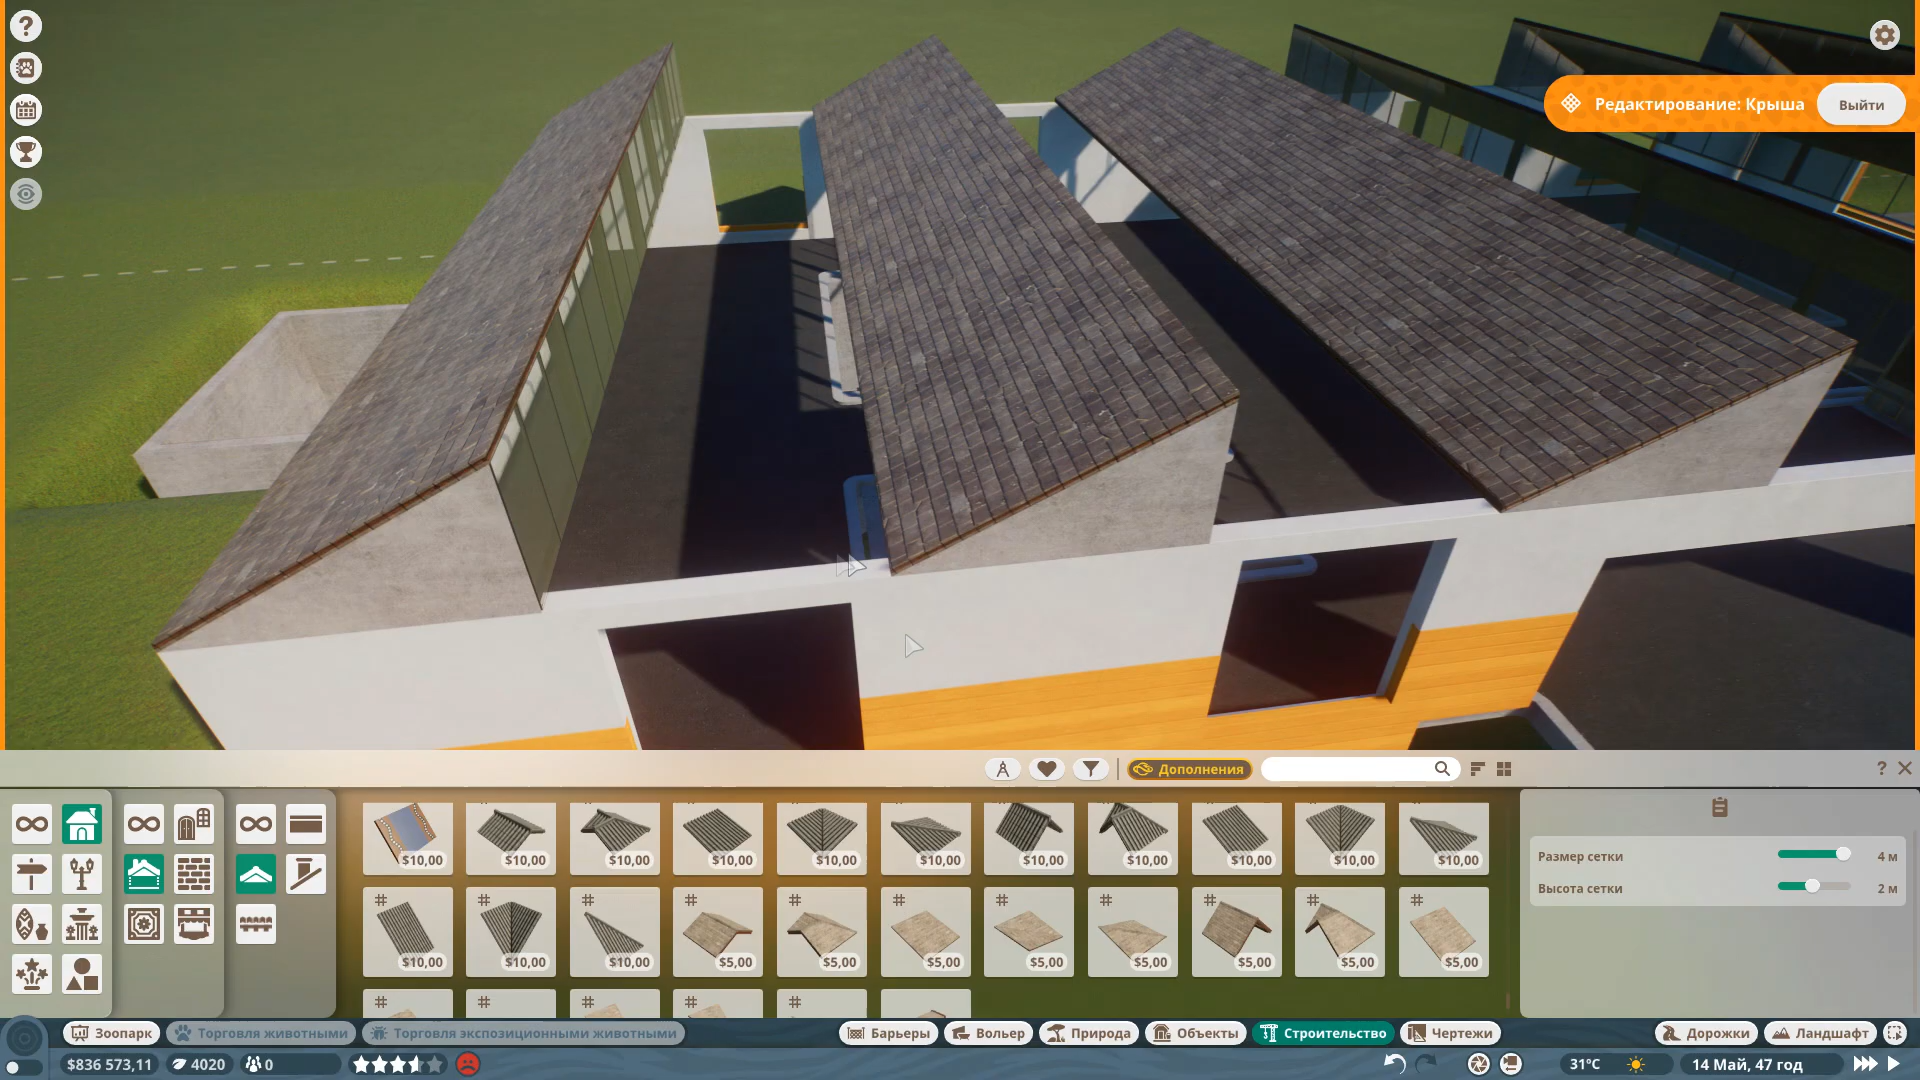 Редактирование: Крыша
Выйти
Дополнения
$10,00 $10,00 $10,00 $10,00 $10,00 $10,00 $10,00 $10,00 $10,00 $10,00 $10,00
$10,00 $10,00 $10,00 $5,00 $5,00 $5,00 $5,00 $5,00 $5,00 $5,00 $5,00
Размер сетки 4 м
Высота сетки 2 м
Зоопарк Торговля животными Торговля экспозиционными животными Барьеры Вольер Природа Объекты Строительство Чертежи Дорожки Ландшафт
$836 573,11 4020 0 31°C 14 Май, 47 год